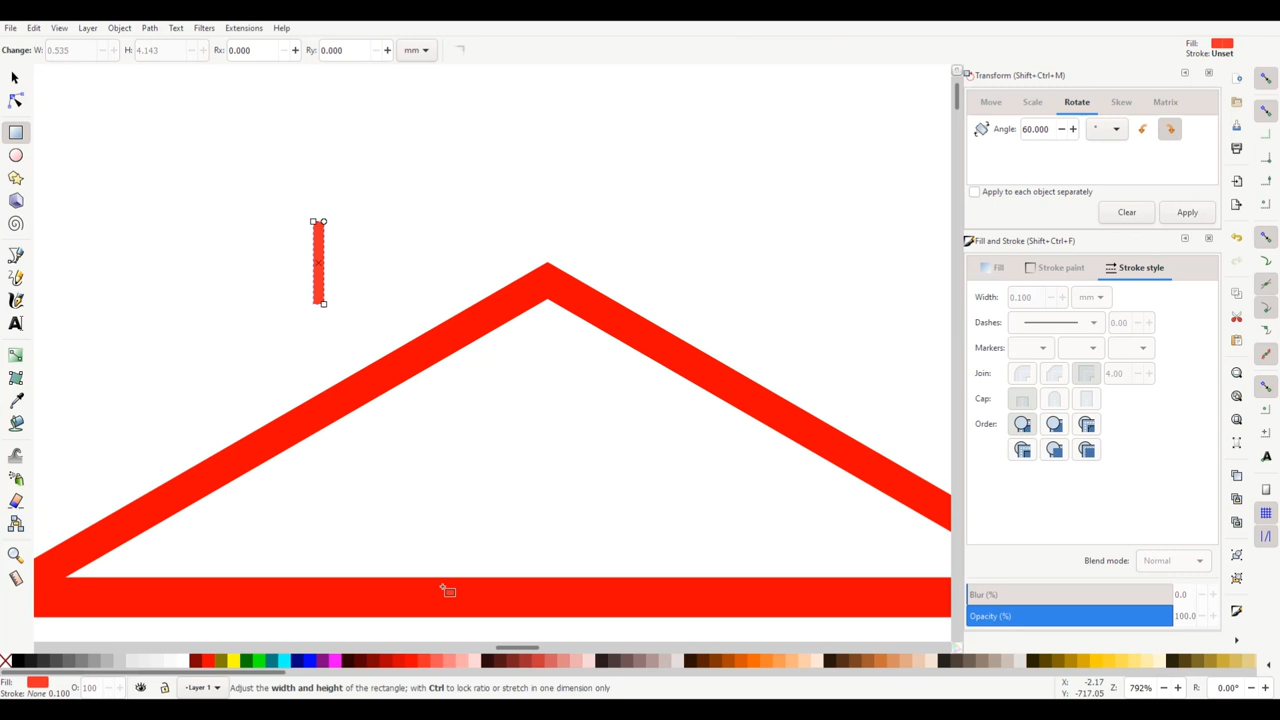 File Edit View Layer Object Path Text Filters Extensions Help
Change: W: 0.535 − + H: 4.143 − + Rx: 0.000 − + Ry: 0.000 − + mm
Fill:
Stroke: Unset
Transform (Shift+Ctrl+M)
Move Scale Rotate Skew Matrix
Angle: 60.000 − + °
Apply to each object separately
Clear Apply
Fill and Stroke (Shift+Ctrl+F)
Fill Stroke paint Stroke style
Width: 0.100 − + mm
Dashes: 0.00 − +
Markers:
Join: 4.00 − +
Cap:
Order:
Blend mode: Normal
Blur (%) 0.0 − +
Opacity (%) 100.0 − +
Fill:
Stroke: None 0.100
O: 100 − +
Layer 1
Adjust the width and height of the rectangle; with Ctrl to lock ratio or stretch in one dimension only
X: -2.17
Y: -717.05
Z: 792% − + R: 0.00° − +